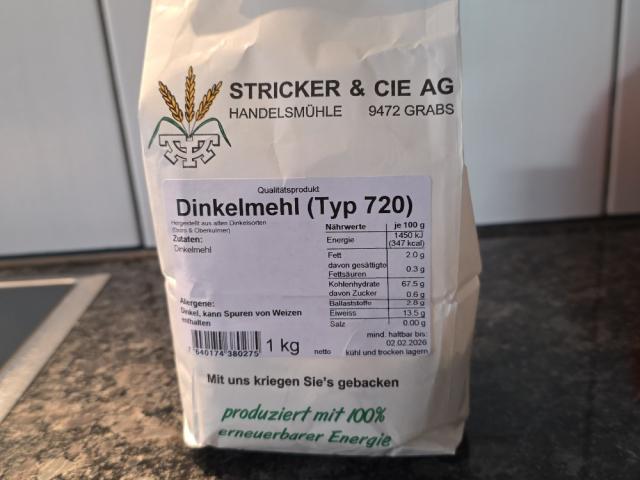 STRICKER & CIE AG
HANDELSMÜHLE 9472 GRABS
Qualitätsprodukt
Dinkelmehl (Typ 720)
Hergestellt aus alten Dinkelsorten
(Ostro & Oberkulmer)
Zutaten:
Dinkelmehl
Nährwerte je 100 g
Energie 1450 kJ
(347 kcal)
Fett 2.0 g
davon gesättigte
Fettsäuren 0.3 g
Kohlenhydrate 67.5 g
davon Zucker 0.6 g
Ballaststoffe 2.8 g
Eiweiss 13.5 g
Salz 0.00 g
Allergene:
Dinkel, kann Spuren von Weizen
enthalten
7640174380275
1 kg netto
mind. haltbar bis:
02.02.2026
kühl und trocken lagern
Mit uns kriegen Sie's gebacken
produziert mit 100%
erneuerbarer Energie